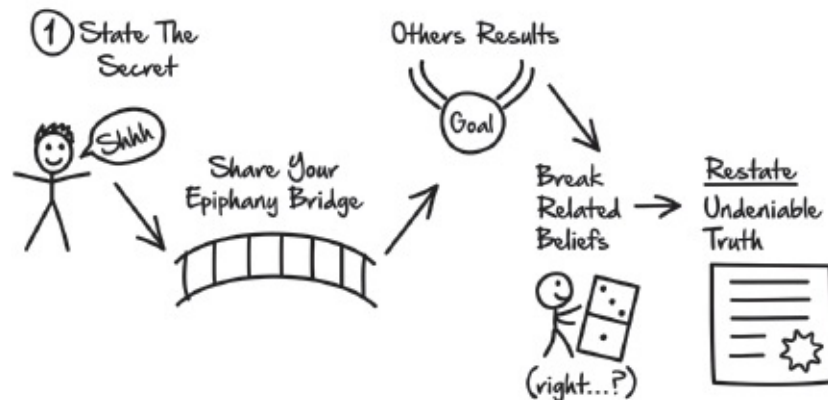 1 State The
Secret
Shhh
Share Your
Epiphany Bridge
Others Results
Goal
Break
Related
Beliefs
(right...?)
Restate
Undeniable
Truth